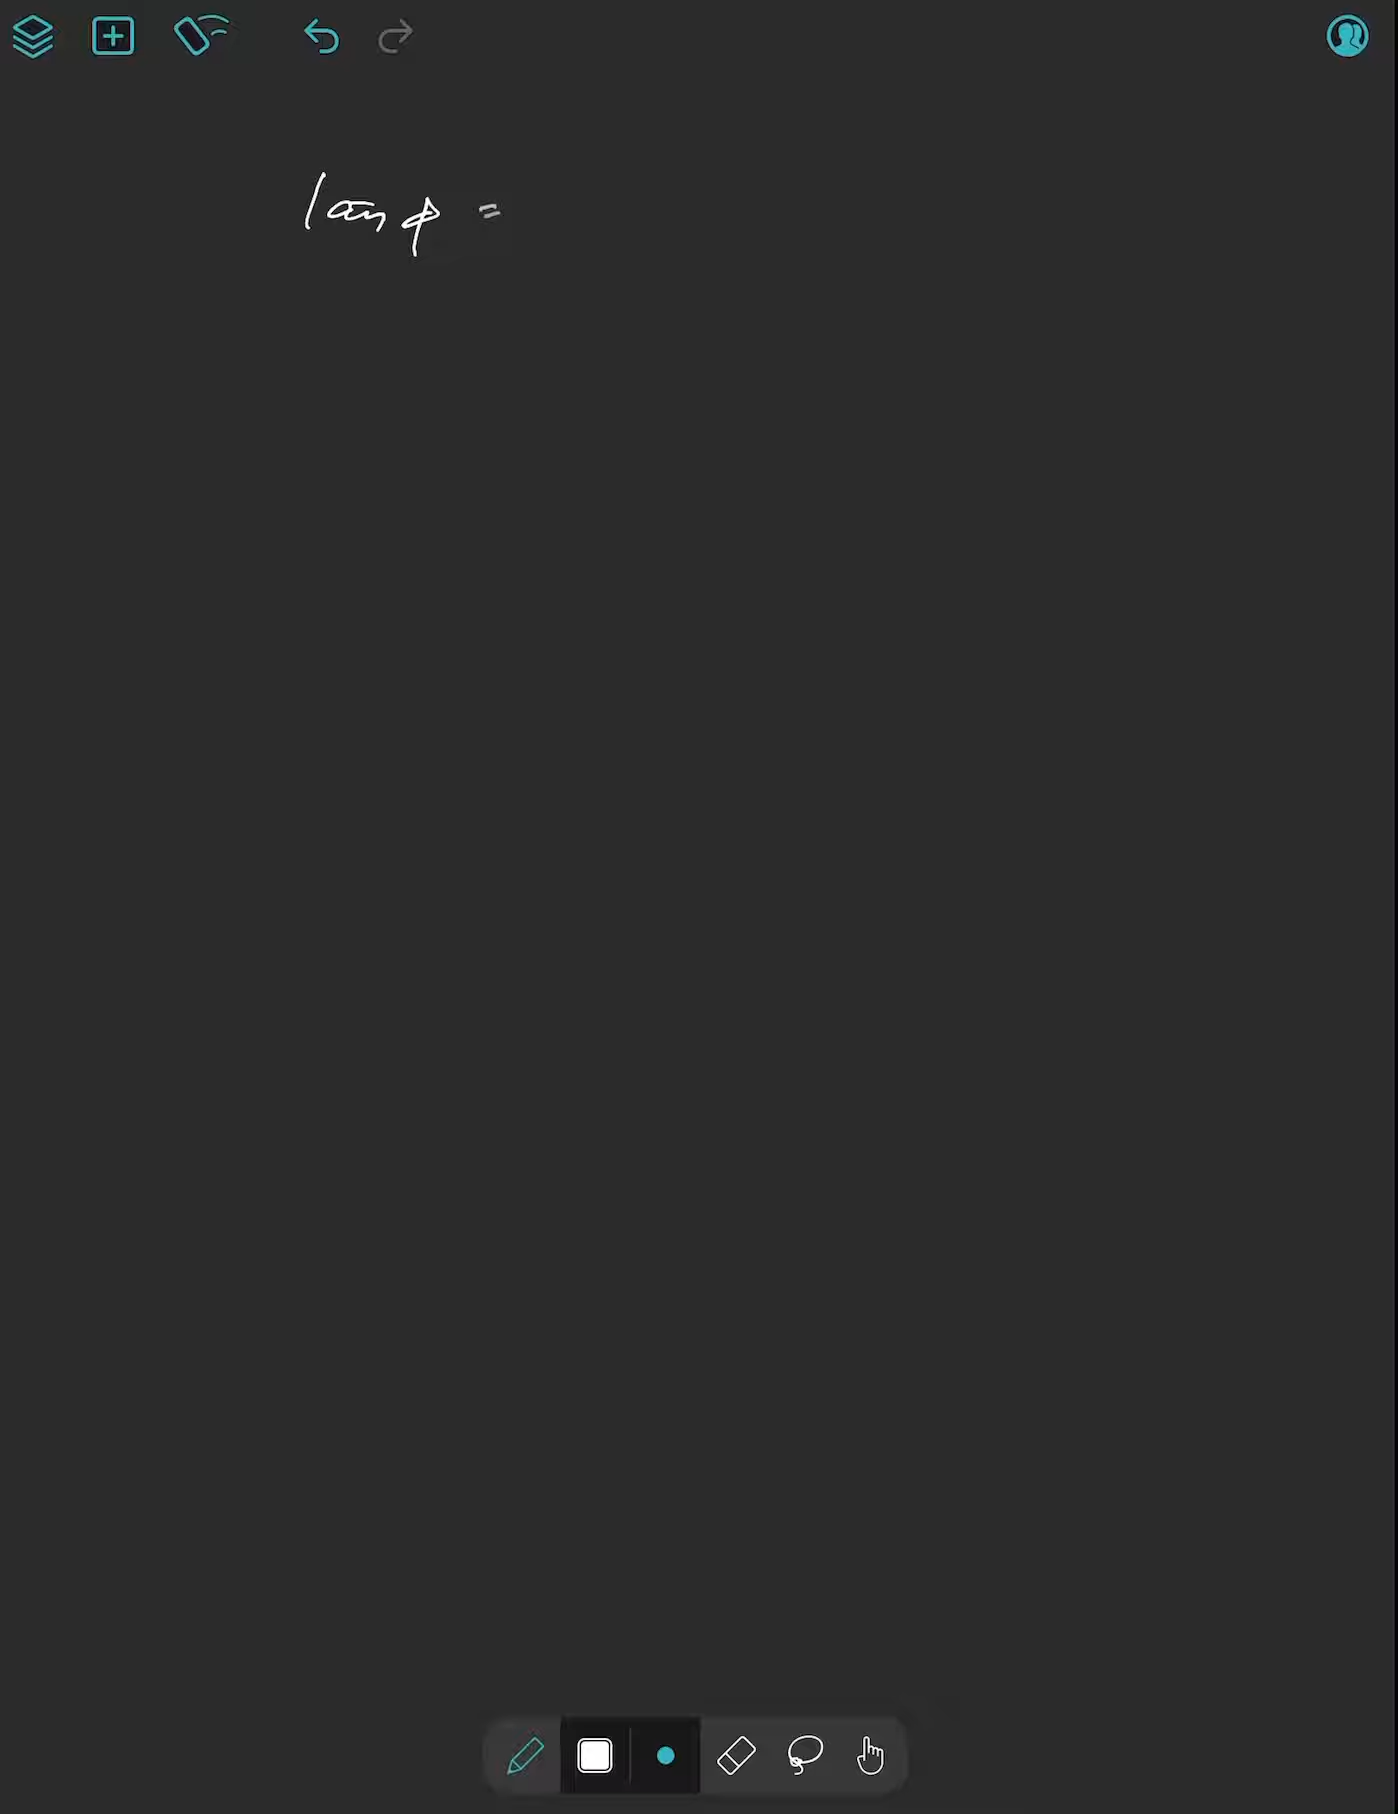 tan φ =